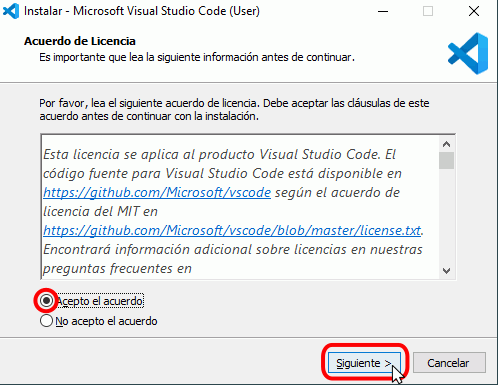 Instalar - Microsoft Visual Studio Code (User)
Acuerdo de Licencia
Es importante que lea la siguiente información antes de continuar.
Por favor, lea el siguiente acuerdo de licencia. Debe aceptar las cláusulas de este
acuerdo antes de continuar con la instalación.
Esta licencia se aplica al producto Visual Studio Code. El
código fuente para Visual Studio Code está disponible en
https://github.com/Microsoft/vscode según el acuerdo de
licencia del MIT en
https://github.com/Microsoft/vscode/blob/master/license.txt.
Encontrará información adicional sobre licencias en nuestras
preguntas frecuentes en
Acepto el acuerdo
No acepto el acuerdo
Siguiente >
Cancelar